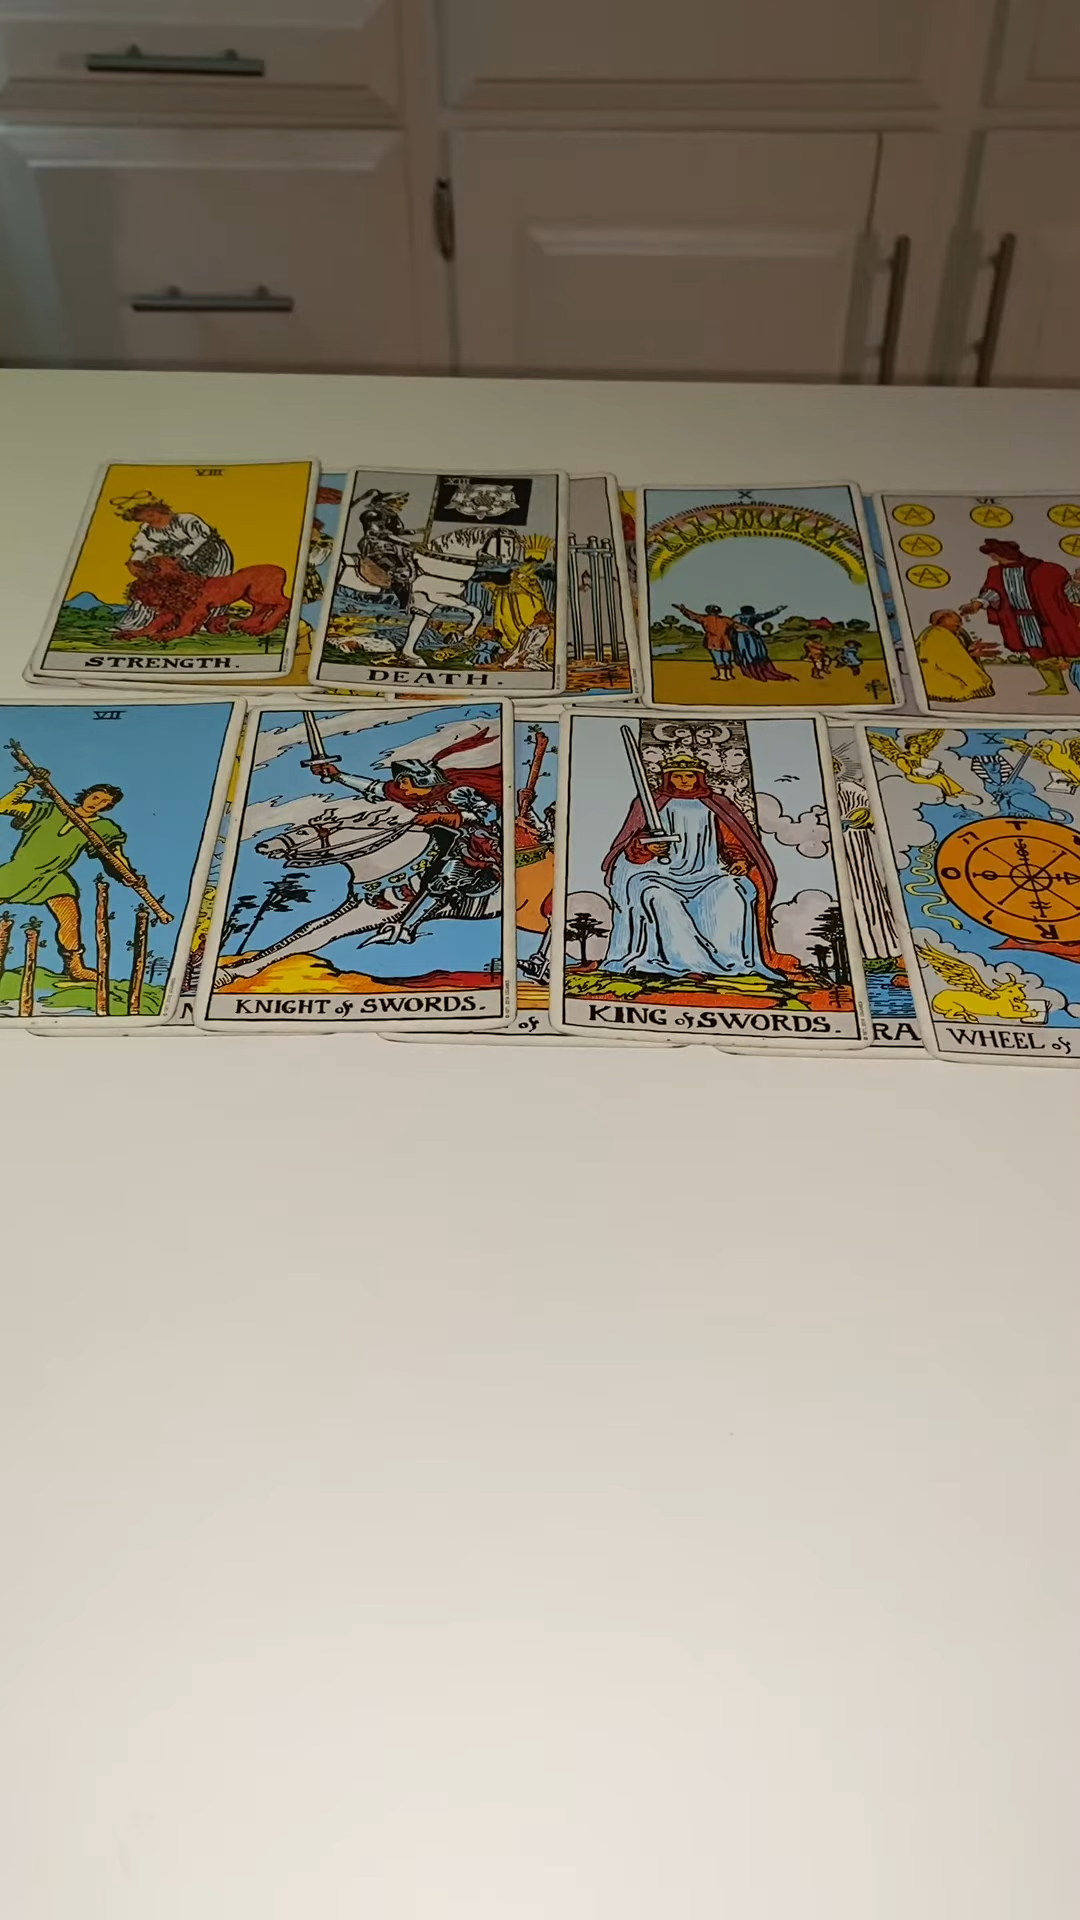 VIII
STRENGTH.
XIII
DEATH.
X
VI
VII
N
KNIGHT of SWORDS.
of
KING of SWORDS.
RA
X
T
R
WHEEL of